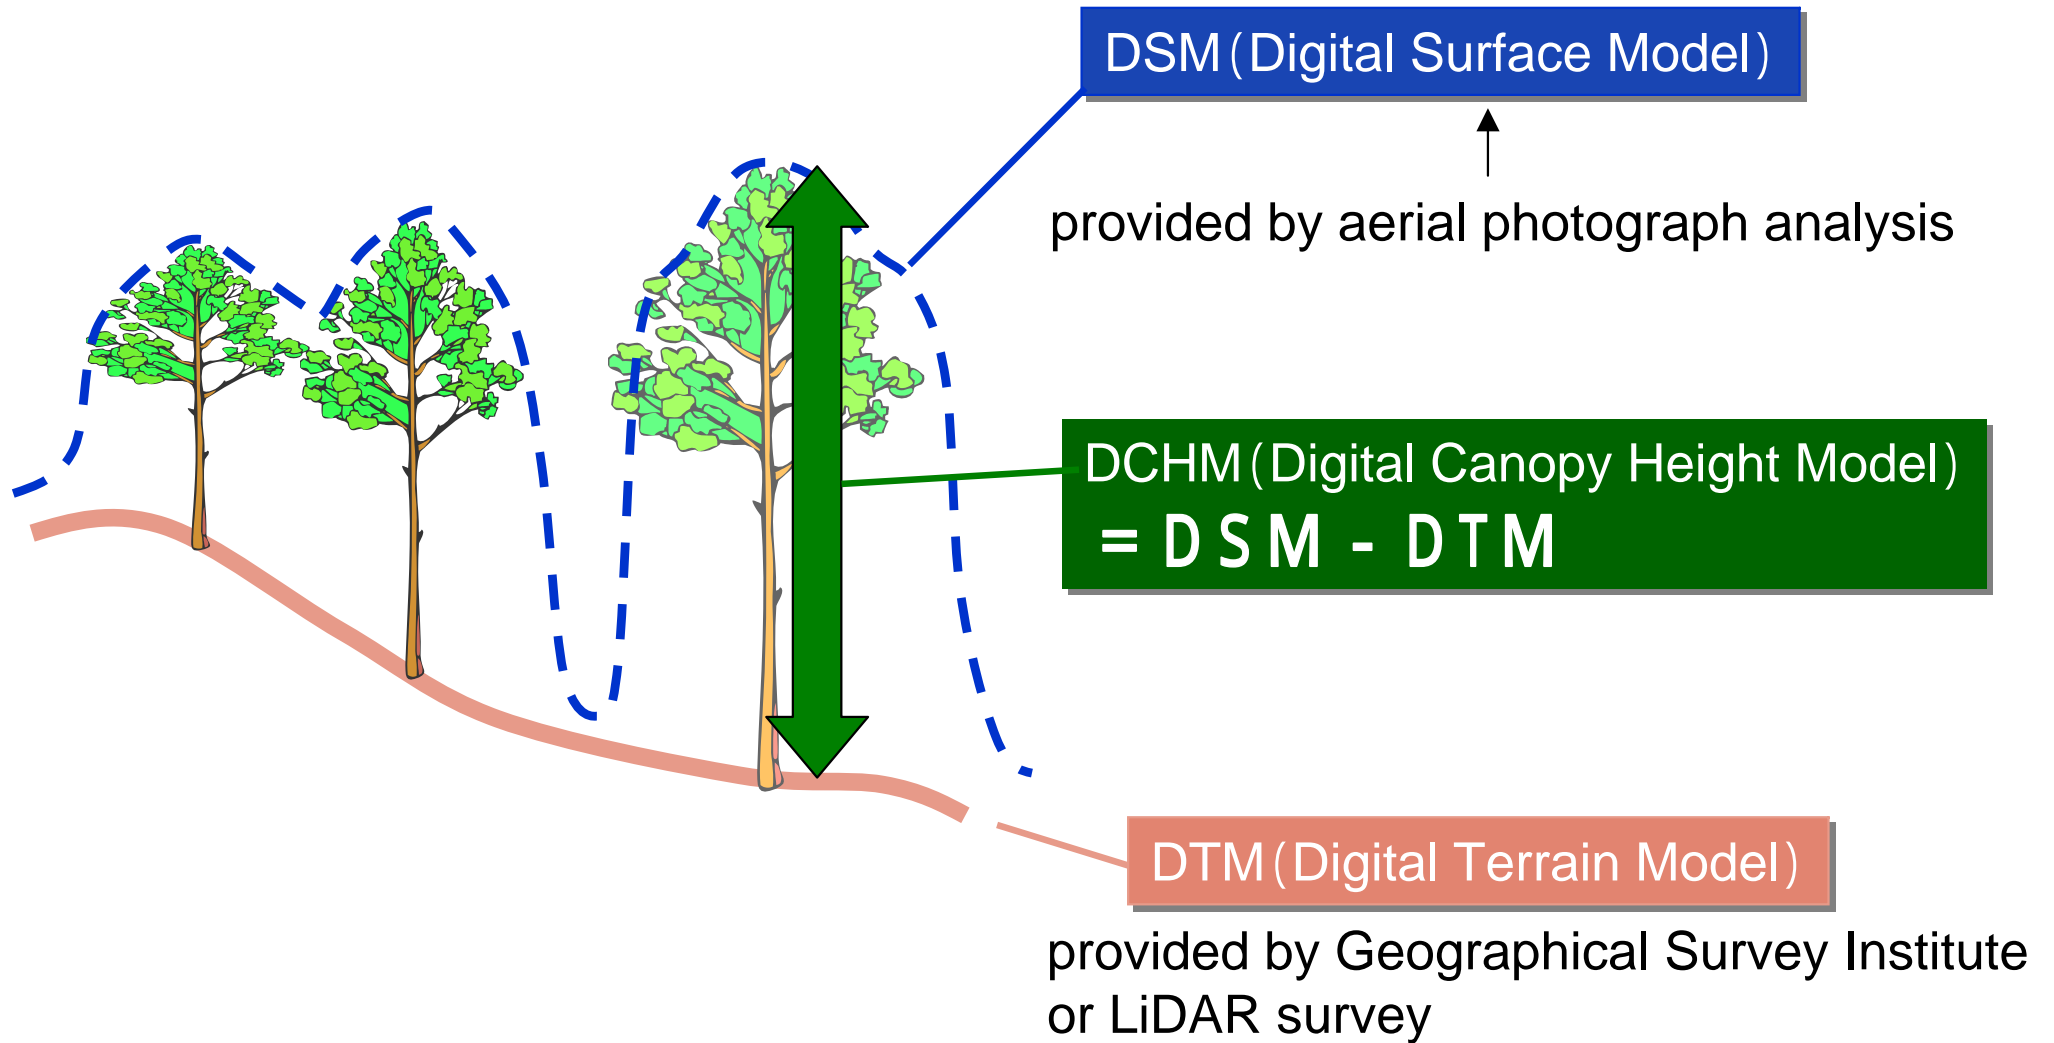 DSM(Digital Surface Model)
provided by aerial photograph analysis
DCHM(Digital Canopy Height Model)
= DSM - DTM
DTM(Digital Terrain Model)
provided by Geographical Survey Institute
or LiDAR survey